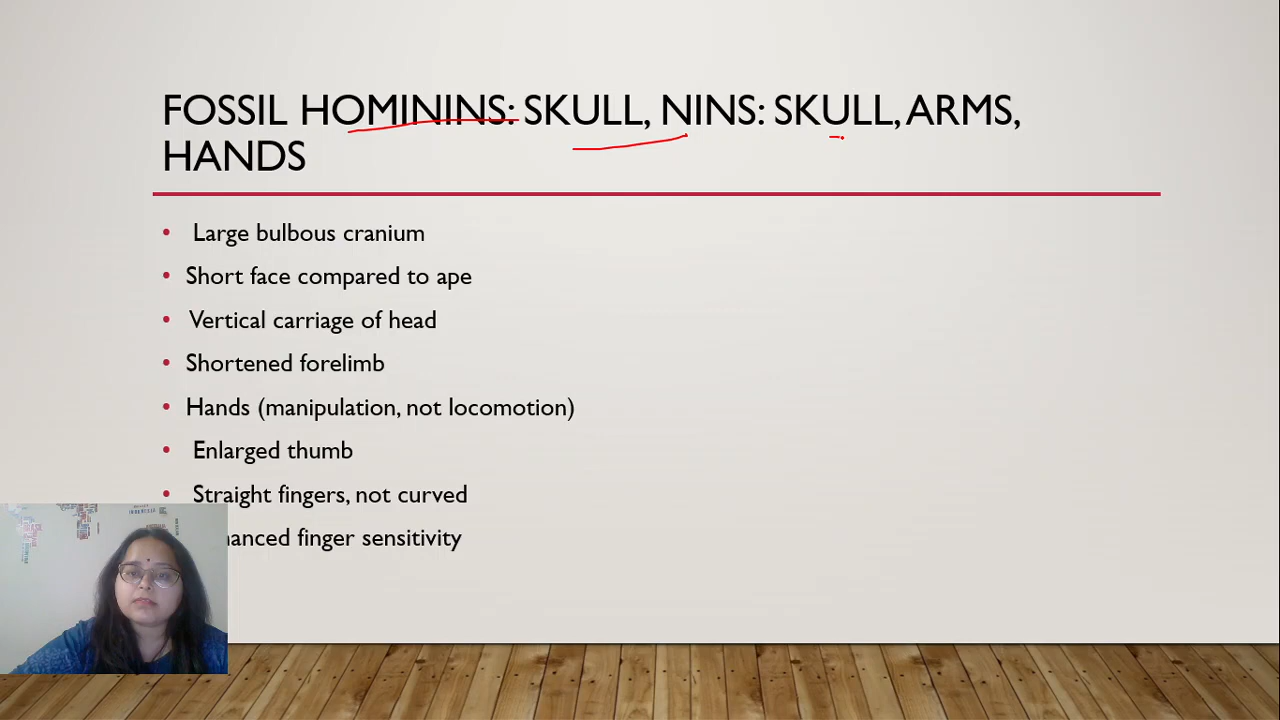 FOSSIL HOMININS: SKULL, NINS: SKULL, ARMS,
HANDS
• Large bulbous cranium
• Short face compared to ape
• Vertical carriage of head
• Shortened forelimb
• Hands (manipulation, not locomotion)
• Enlarged thumb
• Straight fingers, not curved
finger sensitivity